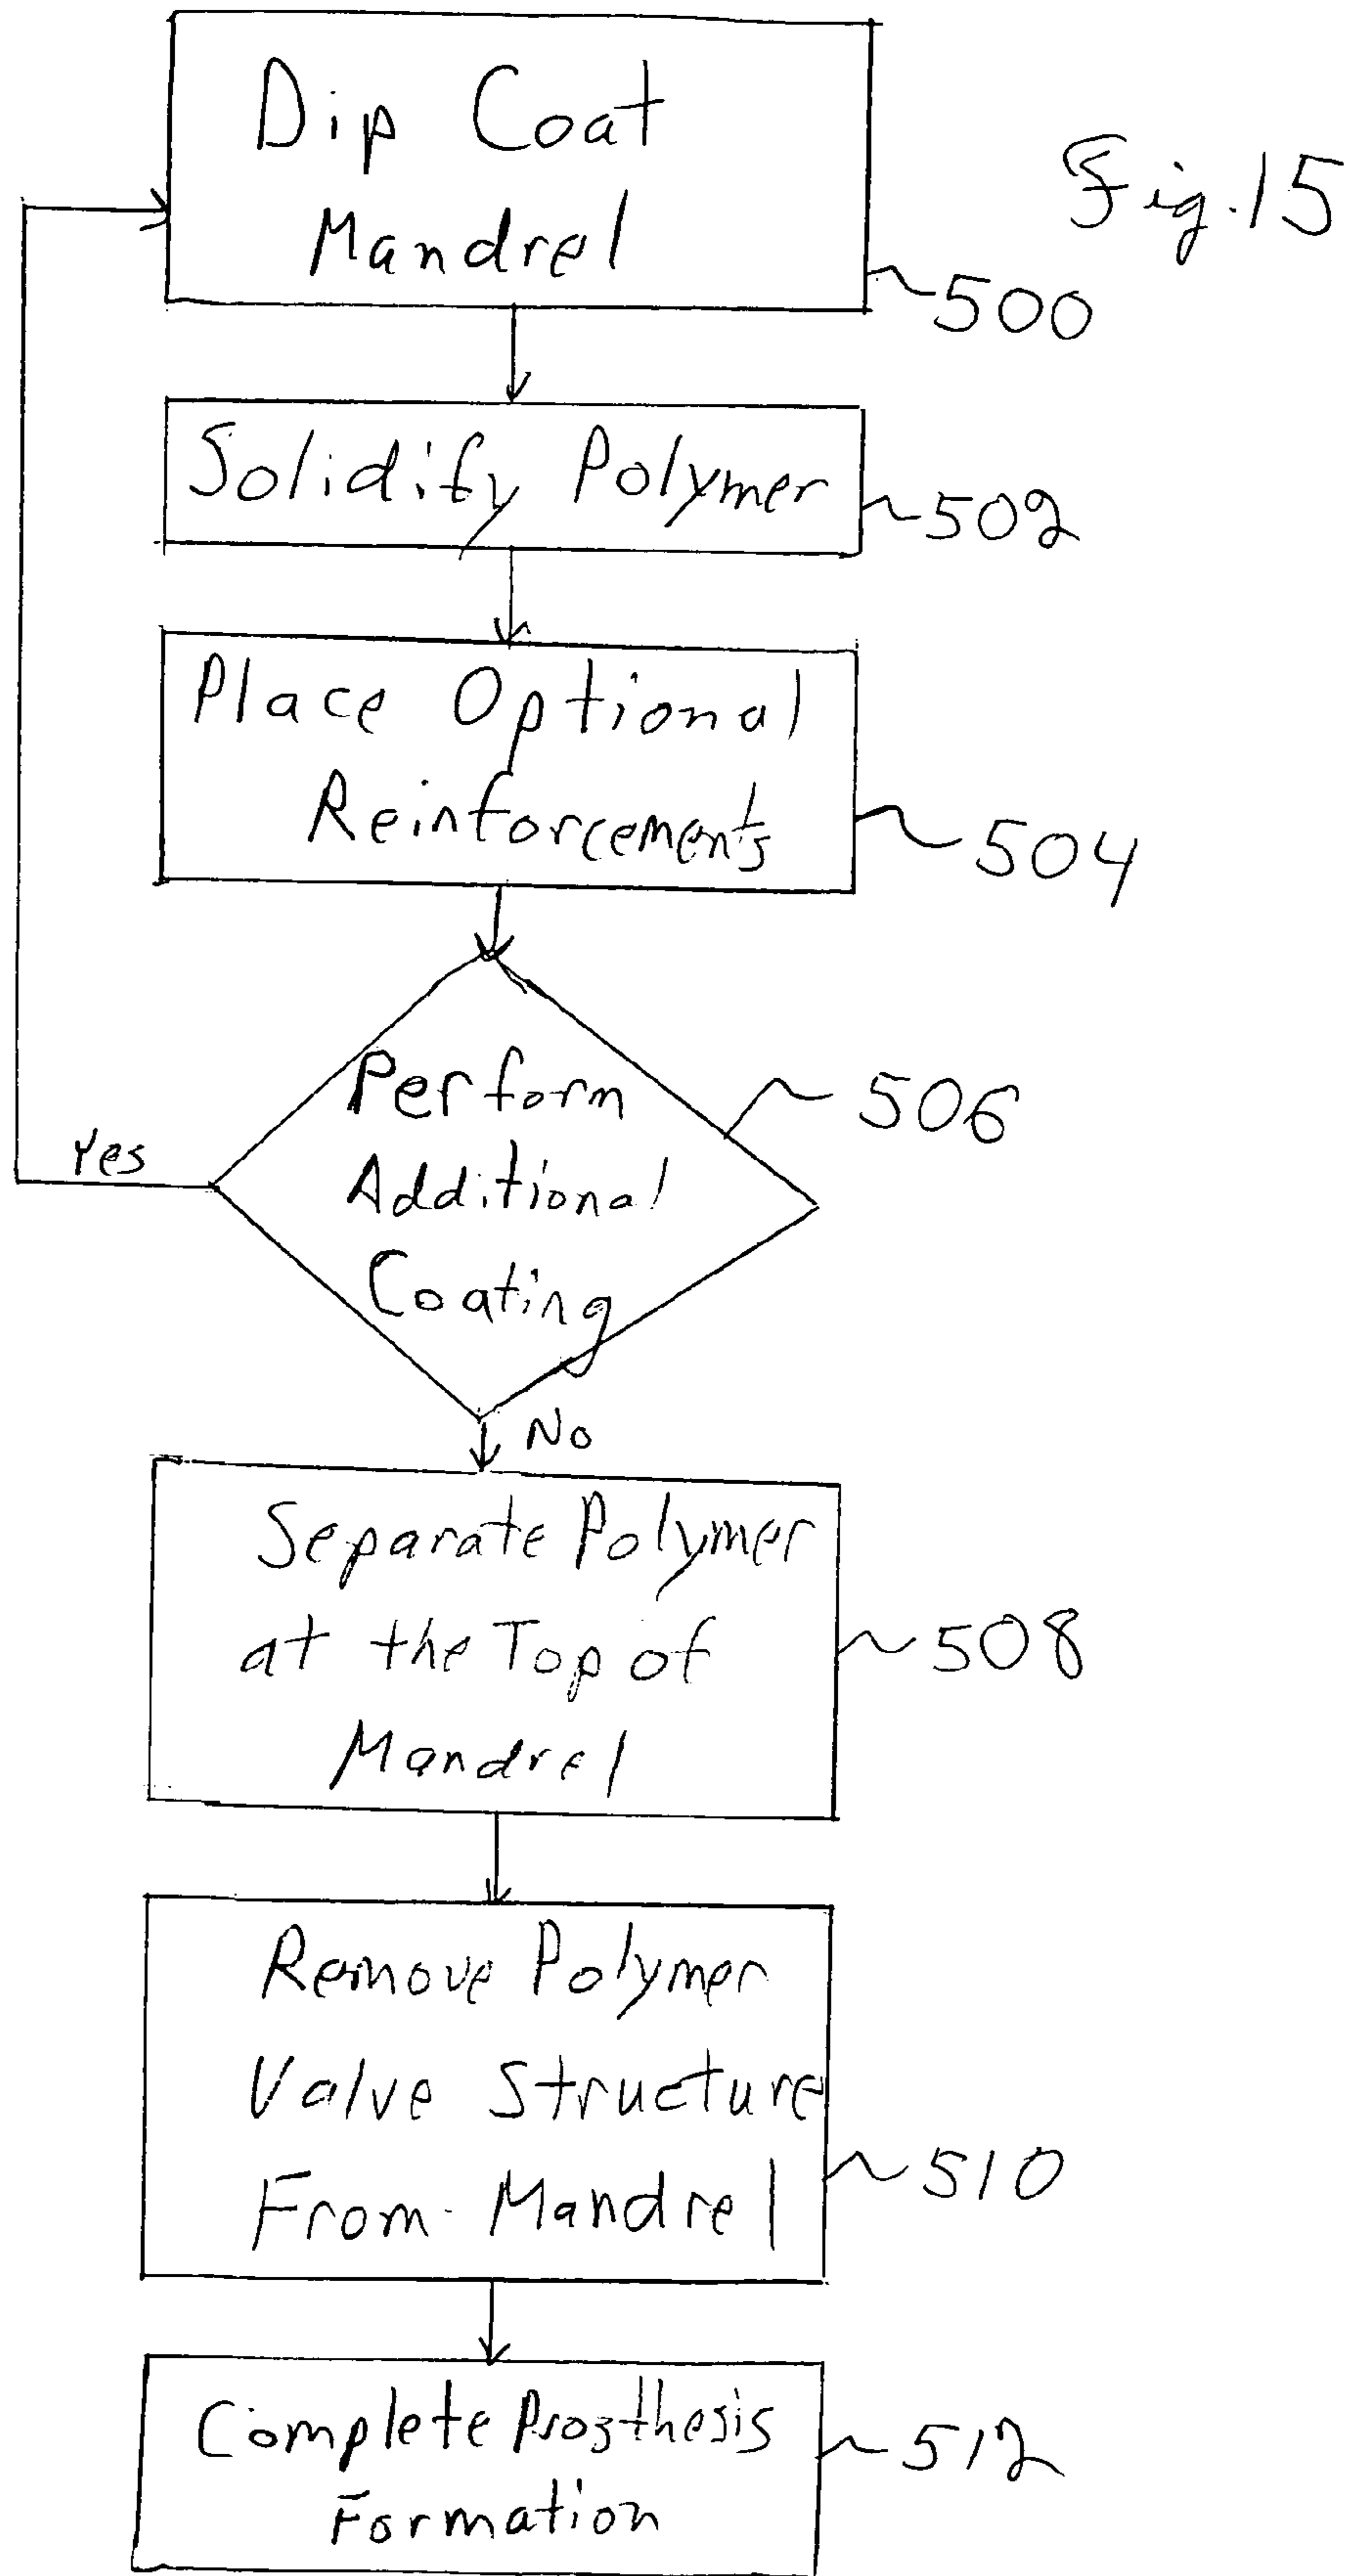 Dip Coat
Mandrel
Fig. 15
500
Solidify Polymer
502
Place Optional
Reinforcements
504
Perform
Additional
Coating
506
Yes
No
Separate Polymer
at the Top of
Mandrel
508
Remove Polymer
Valve Structure
From Mandrel
510
Complete Prosthesis
Formation
512